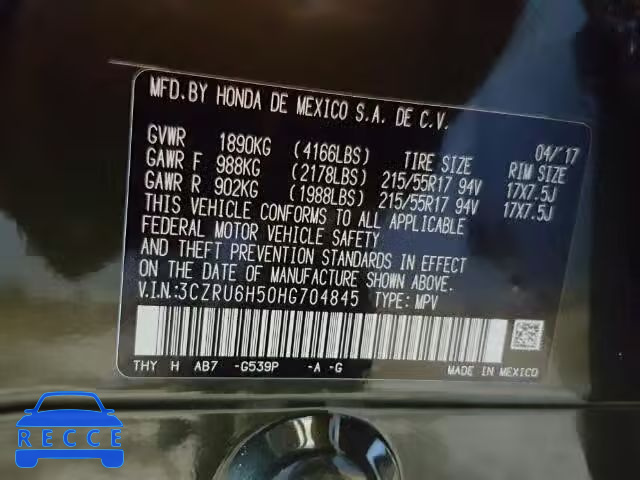 MFD.BY HONDA DE MEXICO S.A. DE C.V.
04/'17
GVWR 1890KG (4166LBS) TIRE SIZE RIM SIZE
GAWR F 988KG (2178LBS) 215/55R17 94V 17X7.5J
GAWR R 902KG (1988LBS) 215/55R17 94V 17X7.5J
THIS VEHICLE CONFORMS TO ALL APPLICABLE
FEDERAL MOTOR VEHICLE SAFETY
AND THEFT PREVENTION STANDARDS IN EFFECT
ON THE DATE OF MANUFACTURE SHOWN ABOVE.
V.I.N:3CZRU6H50HG704845 TYPE: MPV
THY H AB7 -G539P -A -G
MADE IN MEXICO
RECCE